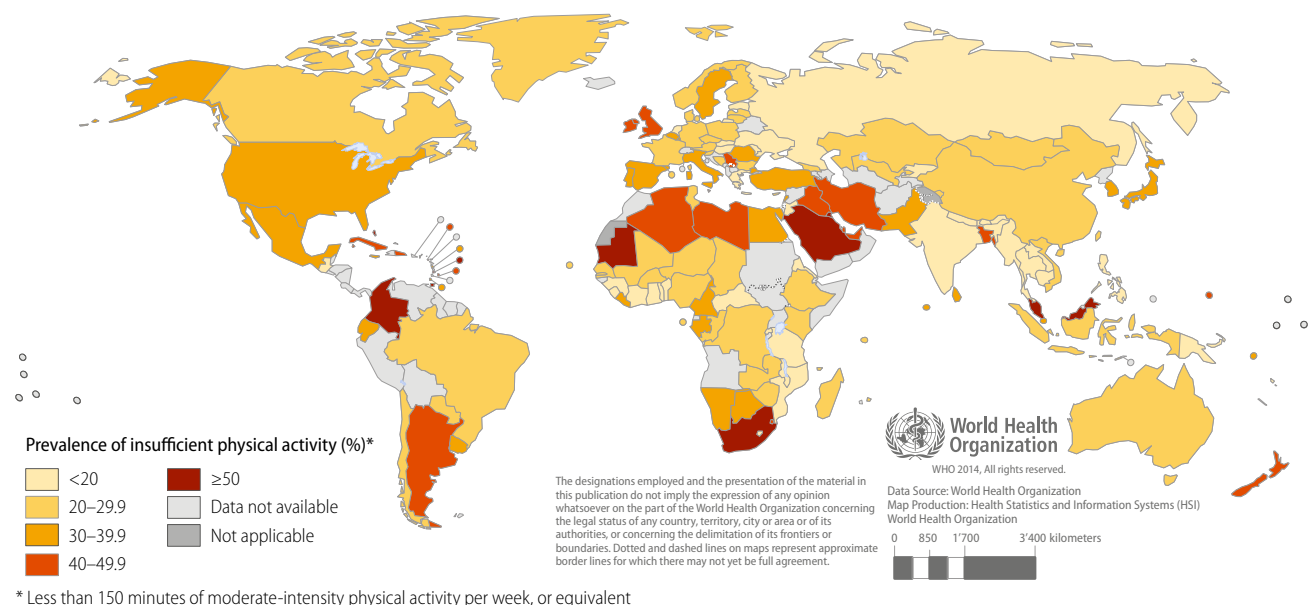 Prevalence of insufficient physical activity (%)*
<20
20–29.9
30–39.9
40–49.9
≥50
Data not available
Not applicable
The designations employed and the presentation of the material in
this publication do not imply the expression of any opinion
whatsoever on the part of the World Health Organization concerning
the legal status of any country, territory, city or area or of its
authorities, or concerning the delimitation of its frontiers or
boundaries. Dotted and dashed lines on maps represent approximate
border lines for which there may not yet be full agreement.
World Health
Organization
WHO 2014, All rights reserved.
Data Source: World Health Organization
Map Production: Health Statistics and Information Systems (HSI)
World Health Organization
0 850 1'700 3'400 kilometers
* Less than 150 minutes of moderate-intensity physical activity per week, or equivalent